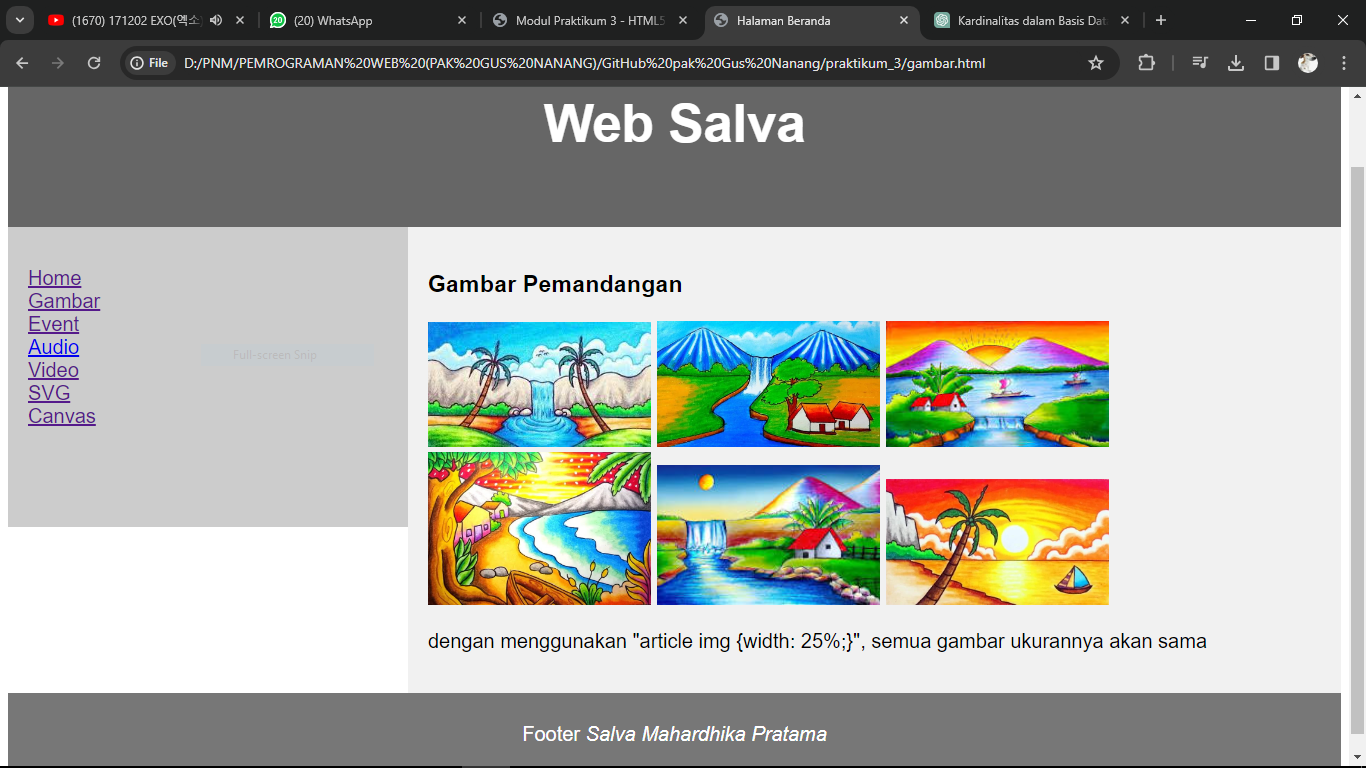 (1670) 171202 EXO(엑소)
(20) WhatsApp
Modul Praktikum 3 - HTML5
Halaman Beranda
Kardinalitas dalam Basis Dat
File
D:/PNM/PEMROGRAMAN%20WEB%20(PAK%20GUS%20NANANG)/GitHub%20pak%20Gus%20Nanang/praktikum_3/gambar.html
Web Salva
Home
Gambar
Event
Audio
Video
SVG
Canvas
Full-screen Snip
Gambar Pemandangan
dengan menggunakan "article img {width: 25%;}", semua gambar ukurannya akan sama
Footer Salva Mahardhika Pratama